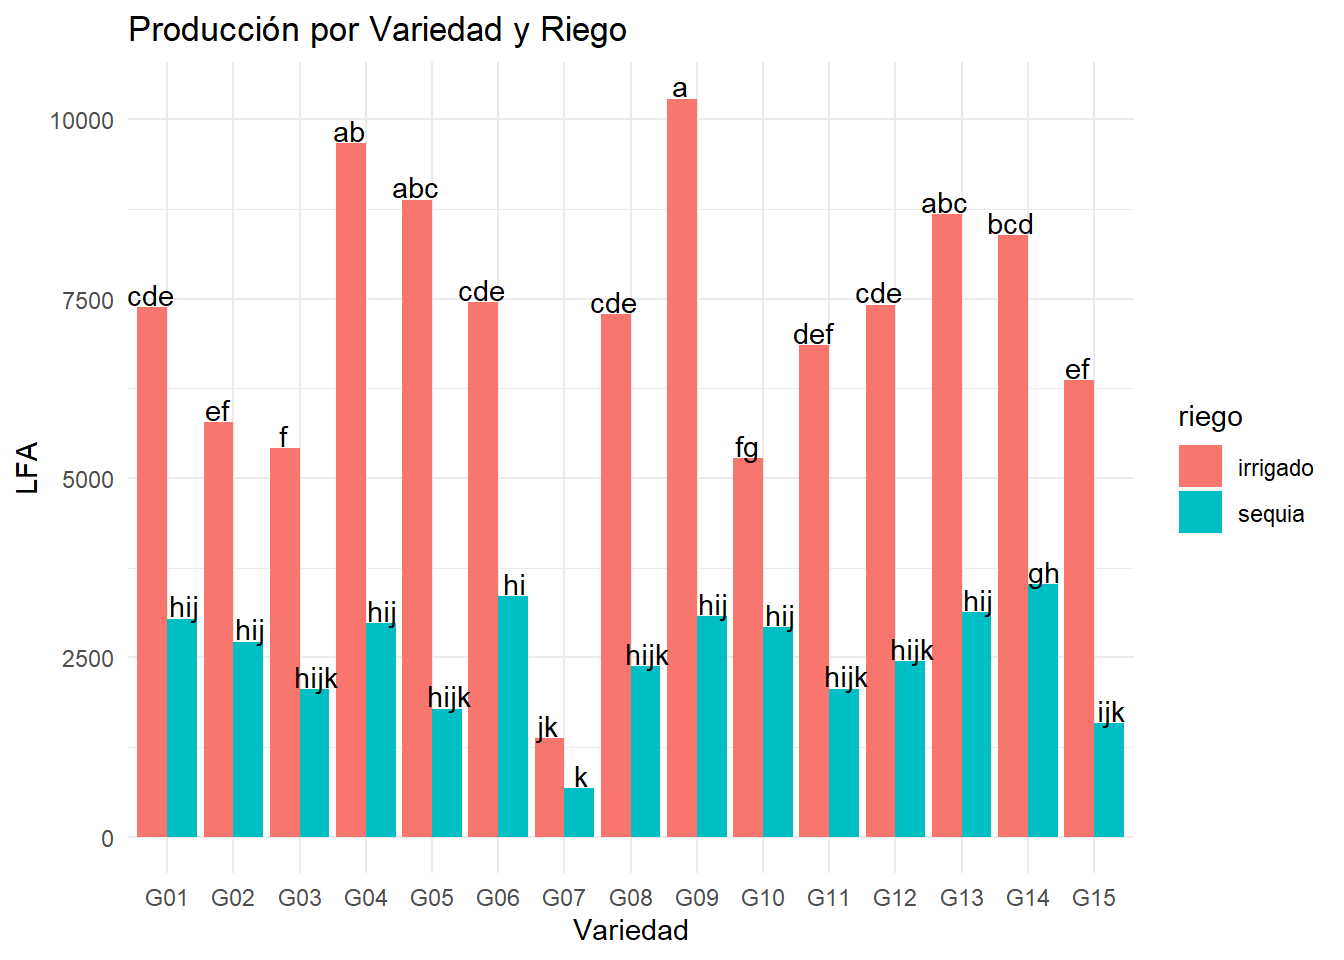 Producción por Variedad y Riego
LFA
10000
7500
5000
2500
0
cde
hij
ef
hij
f
hijk
ab
hij
abc
hijk
cde
hi
jk
k
cde
hijk
a
hij
fg
hij
def
hijk
cde
hijk
abc
hij
bcd
gh
ef
ijk
G01 G02 G03 G04 G05 G06 G07 G08 G09 G10 G11 G12 G13 G14 G15
Variedad
riego
irrigado
sequia